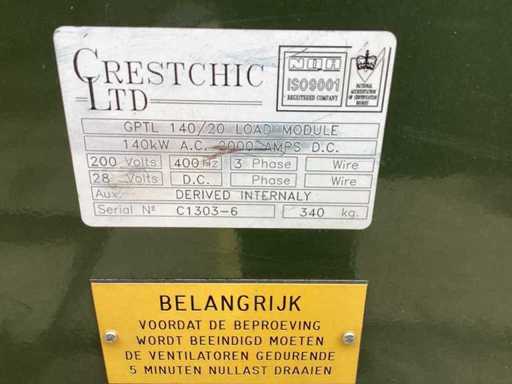 CRESTCHIC
LTD
NQA
ISO9001
REGISTERED COMPANY
NATIONAL
ACCREDITATION
OF CERTIFICATION
BODIES
GPTL 140/20 LOAD MODULE
140kW A.C. 2000 AMPS D.C.
200 Volts 400 Hz 3 Phase Wire
28 Volts D.C. Phase Wire
Aux. DERIVED INTERNALY
Serial Nº C1303-6 340 kg.
BELANGRIJK
VOORDAT DE BEPROEVING
WORDT BEEINDIGD MOETEN
DE VENTILATOREN GEDURENDE
5 MINUTEN NULLAST DRAAIEN